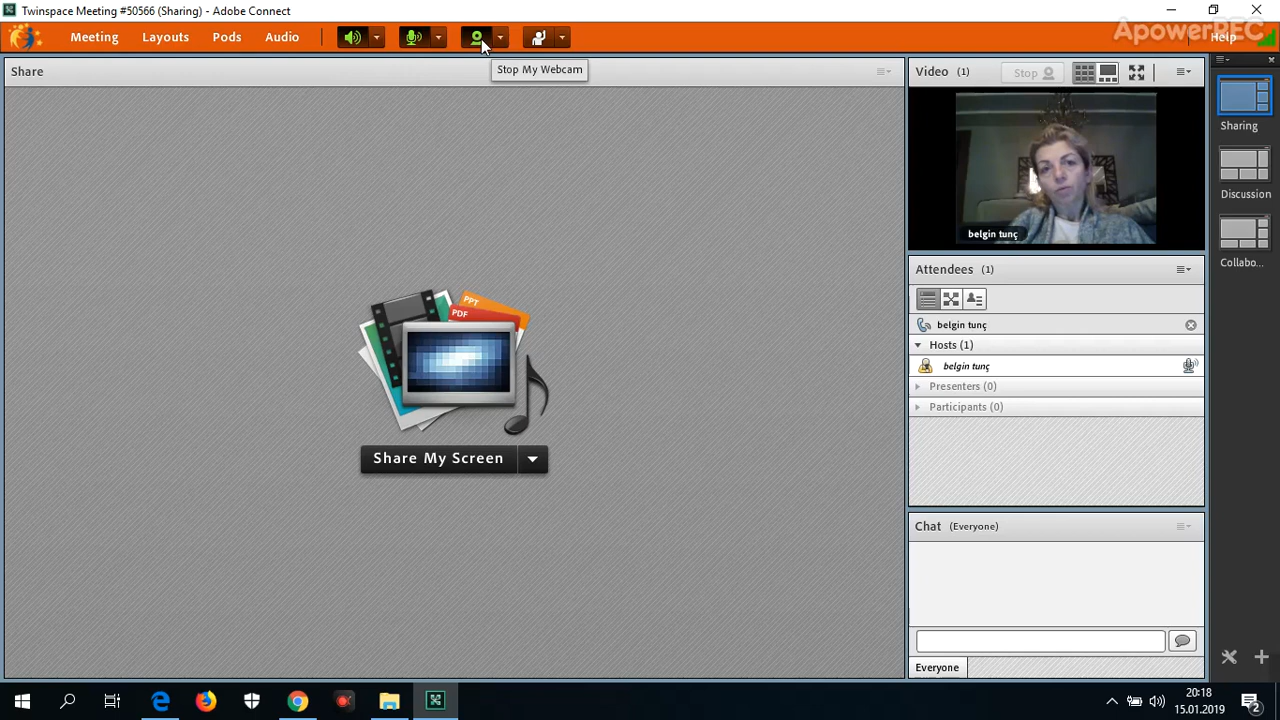 Twinspace Meeting #50566 (Sharing) - Adobe Connect
Meeting Layouts Pods Audio Help
ApowerREC
Stop My Webcam
Share
Video (1) Stop
belgin tunç
Sharing
Discussion
Collabo...
Attendees (1)
belgin tunç
Hosts (1)
belgin tunç
Presenters (0)
Participants (0)
PPT
PDF
Share My Screen
Chat (Everyone)
Everyone
20:18
15.01.2019
2